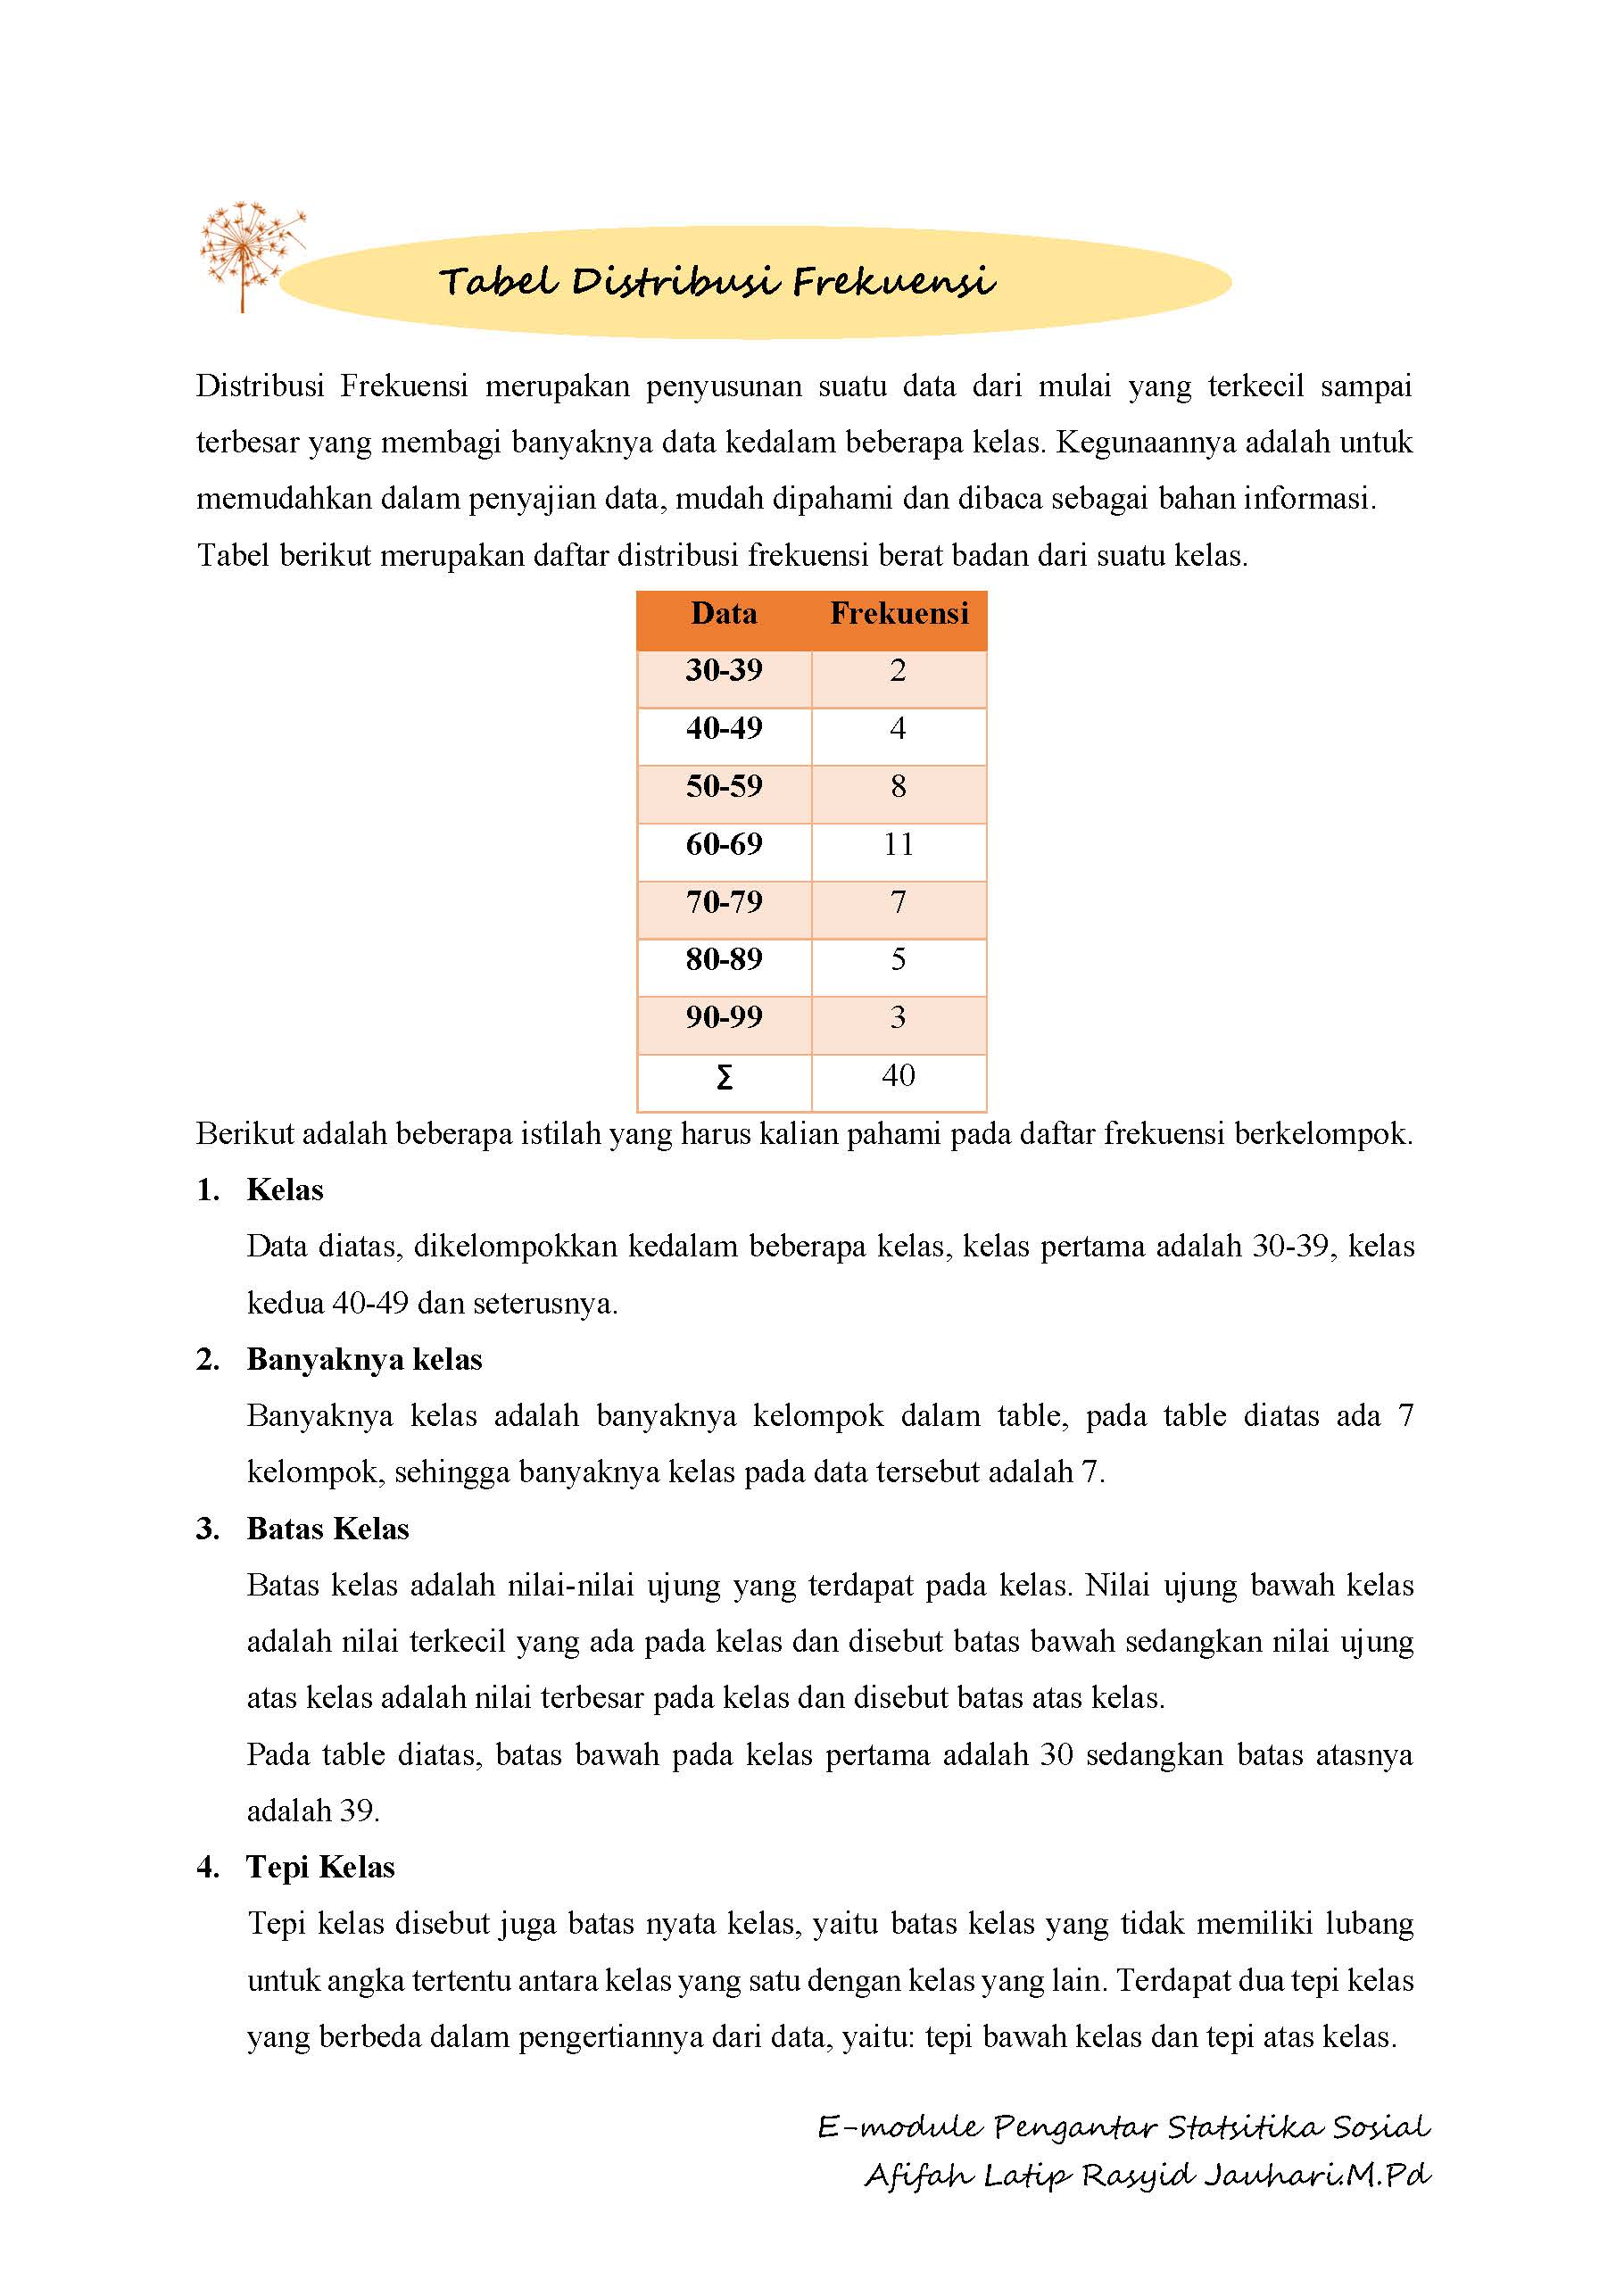 Tabel Distribusi Frekuensi
Distribusi Frekuensi merupakan penyusunan suatu data dari mulai yang terkecil sampai
terbesar yang membagi banyaknya data kedalam beberapa kelas. Kegunaannya adalah untuk
memudahkan dalam penyajian data, mudah dipahami dan dibaca sebagai bahan informasi.
Tabel berikut merupakan daftar distribusi frekuensi berat badan dari suatu kelas.
Data Frekuensi
30-39 2
40-49 4
50-59 8
60-69 11
70-79 7
80-89 5
90-99 3
Σ 40
Berikut adalah beberapa istilah yang harus kalian pahami pada daftar frekuensi berkelompok.
1. Kelas
Data diatas, dikelompokkan kedalam beberapa kelas, kelas pertama adalah 30-39, kelas
kedua 40-49 dan seterusnya.
2. Banyaknya kelas
Banyaknya kelas adalah banyaknya kelompok dalam table, pada table diatas ada 7
kelompok, sehingga banyaknya kelas pada data tersebut adalah 7.
3. Batas Kelas
Batas kelas adalah nilai-nilai ujung yang terdapat pada kelas. Nilai ujung bawah kelas
adalah nilai terkecil yang ada pada kelas dan disebut batas bawah sedangkan nilai ujung
atas kelas adalah nilai terbesar pada kelas dan disebut batas atas kelas.
Pada table diatas, batas bawah pada kelas pertama adalah 30 sedangkan batas atasnya
adalah 39.
4. Tepi Kelas
Tepi kelas disebut juga batas nyata kelas, yaitu batas kelas yang tidak memiliki lubang
untuk angka tertentu antara kelas yang satu dengan kelas yang lain. Terdapat dua tepi kelas
yang berbeda dalam pengertiannya dari data, yaitu: tepi bawah kelas dan tepi atas kelas.
E-module Pengantar Statsitika Sosial
Afifah Latip Rasyid Jauhari.M.Pd